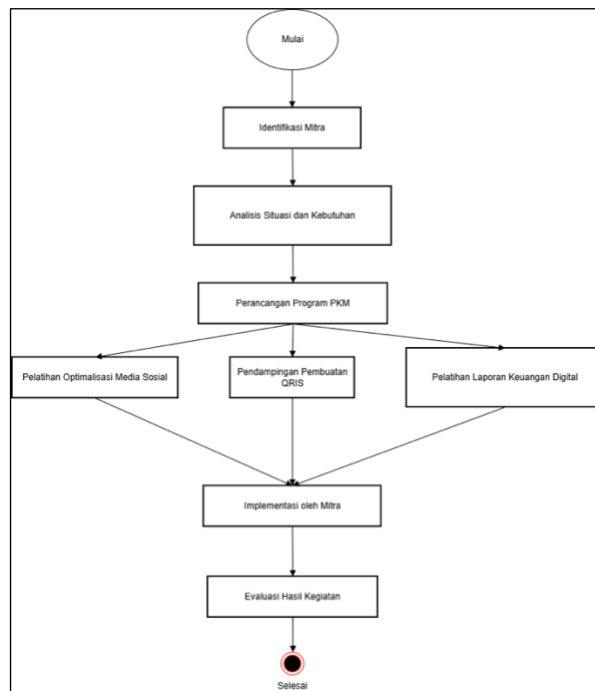 Mulai
Identifikasi Mitra
Analisis Situasi dan Kebutuhan
Perancangan Program PKM
Pelatihan Optimalisasi Media Sosial
Pendampingan Pembuatan
QRIS
Pelatihan Laporan Keuangan Digital
Implementasi oleh Mitra
Evaluasi Hasil Kegiatan
Selesai